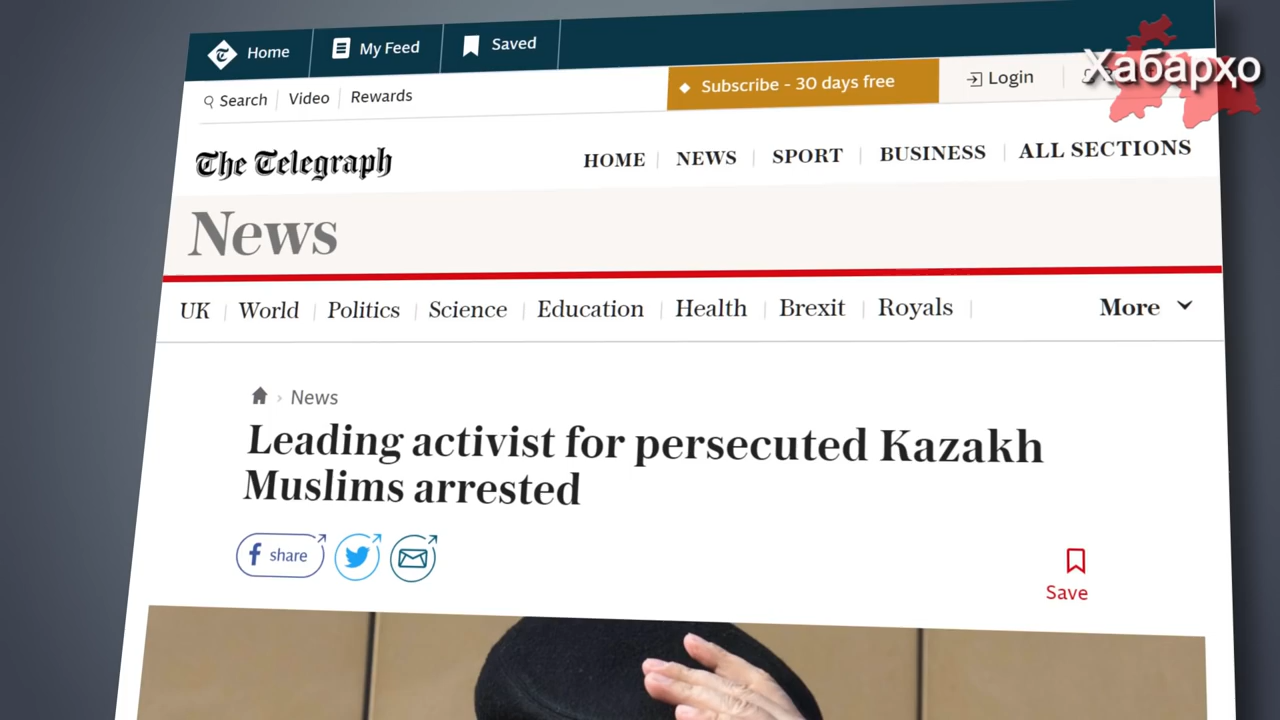 Home
My Feed
Saved
Хабарҳо
Search
Video
Rewards
Subscribe - 30 days free
Login
The Telegraph
HOME
NEWS
SPORT
BUSINESS
ALL SECTIONS
News
UK
World
Politics
Science
Education
Health
Brexit
Royals
More
News
Leading activist for persecuted Kazakh
Muslims arrested
share
Save